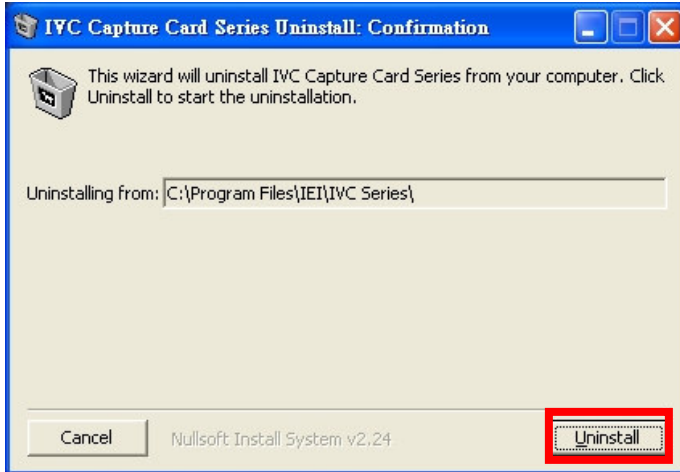 IVC Capture Card Series Uninstall: Confirmation
This wizard will uninstall IVC Capture Card Series from your computer. Click
Uninstall to start the uninstallation.
Uninstalling from: C:\Program Files\IEI\IVC Series\
Cancel
Nullsoft Install System v2.24
Uninstall